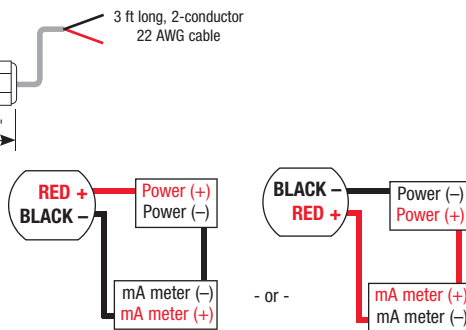 3 ft long, 2-conductor
22 AWG cable
"
RED +
BLACK –
Power (+)
Power (–)
mA meter (–)
mA meter (+)
- or -
BLACK –
RED +
Power (–)
Power (+)
mA meter (+)
mA meter (–)